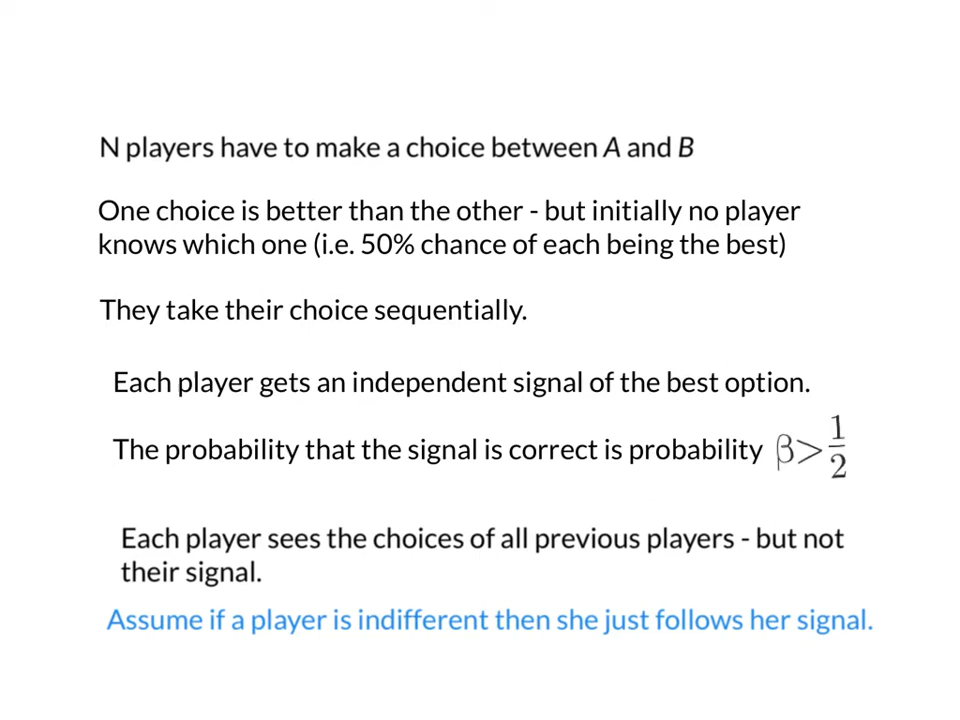 N players have to make a choice between A and B
One choice is better than the other - but initially no player
knows which one (i.e. 50% chance of each being the best)
They take their choice sequentially.
Each player gets an independent signal of the best option.
The probability that the signal is correct is probability β>1/2
Each player sees the choices of all previous players - but not
their signal.
Assume if a player is indifferent then she just follows her signal.